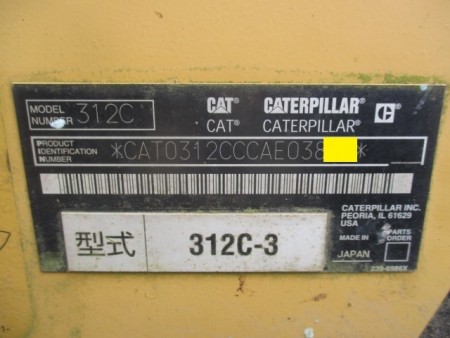 MODEL NUMBER 312C
CAT® CATERPILLAR®
CAT® CATERPILLAR®
PRODUCT IDENTIFICATION NUMBER *CAT0312CCCAE038 *
CATERPILLAR INC.
PEORIA, IL 61629
USA
型式 312C-3
MADE IN JAPAN
PARTS ORDER